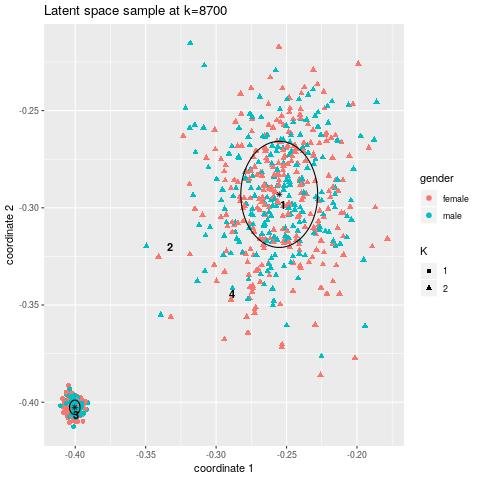 Latent space sample at k=8700
coordinate 2
-0.25
-0.30
-0.35
-0.40
1
2
4
3
-0.40
-0.35
-0.30
-0.25
-0.20
coordinate 1
gender
female
male
K
1
2